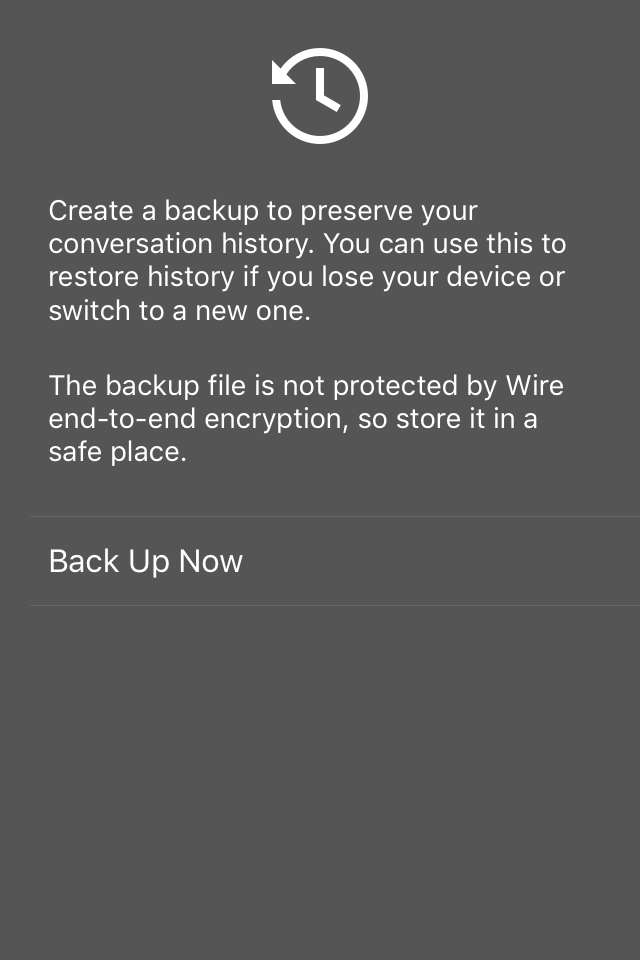 Create a backup to preserve your
conversation history. You can use this to
restore history if you lose your device or
switch to a new one.
The backup file is not protected by Wire
end-to-end encryption, so store it in a
safe place.
Back Up Now